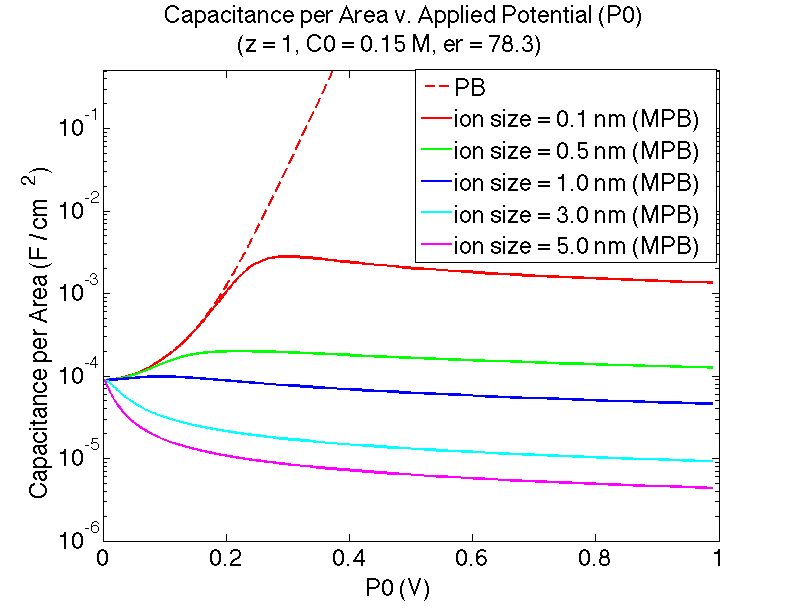 Capacitance per Area v. Applied Potential (P0)
(z = 1, C0 = 0.15 M, er = 78.3)
PB
ion size = 0.1 nm (MPB)
ion size = 0.5 nm (MPB)
ion size = 1.0 nm (MPB)
ion size = 3.0 nm (MPB)
ion size = 5.0 nm (MPB)
Capacitance per Area (F / cm ²)
10⁻¹
10⁻²
10⁻³
10⁻⁴
10⁻⁵
10⁻⁶
0 0.2 0.4 0.6 0.8 1
P0 (V)